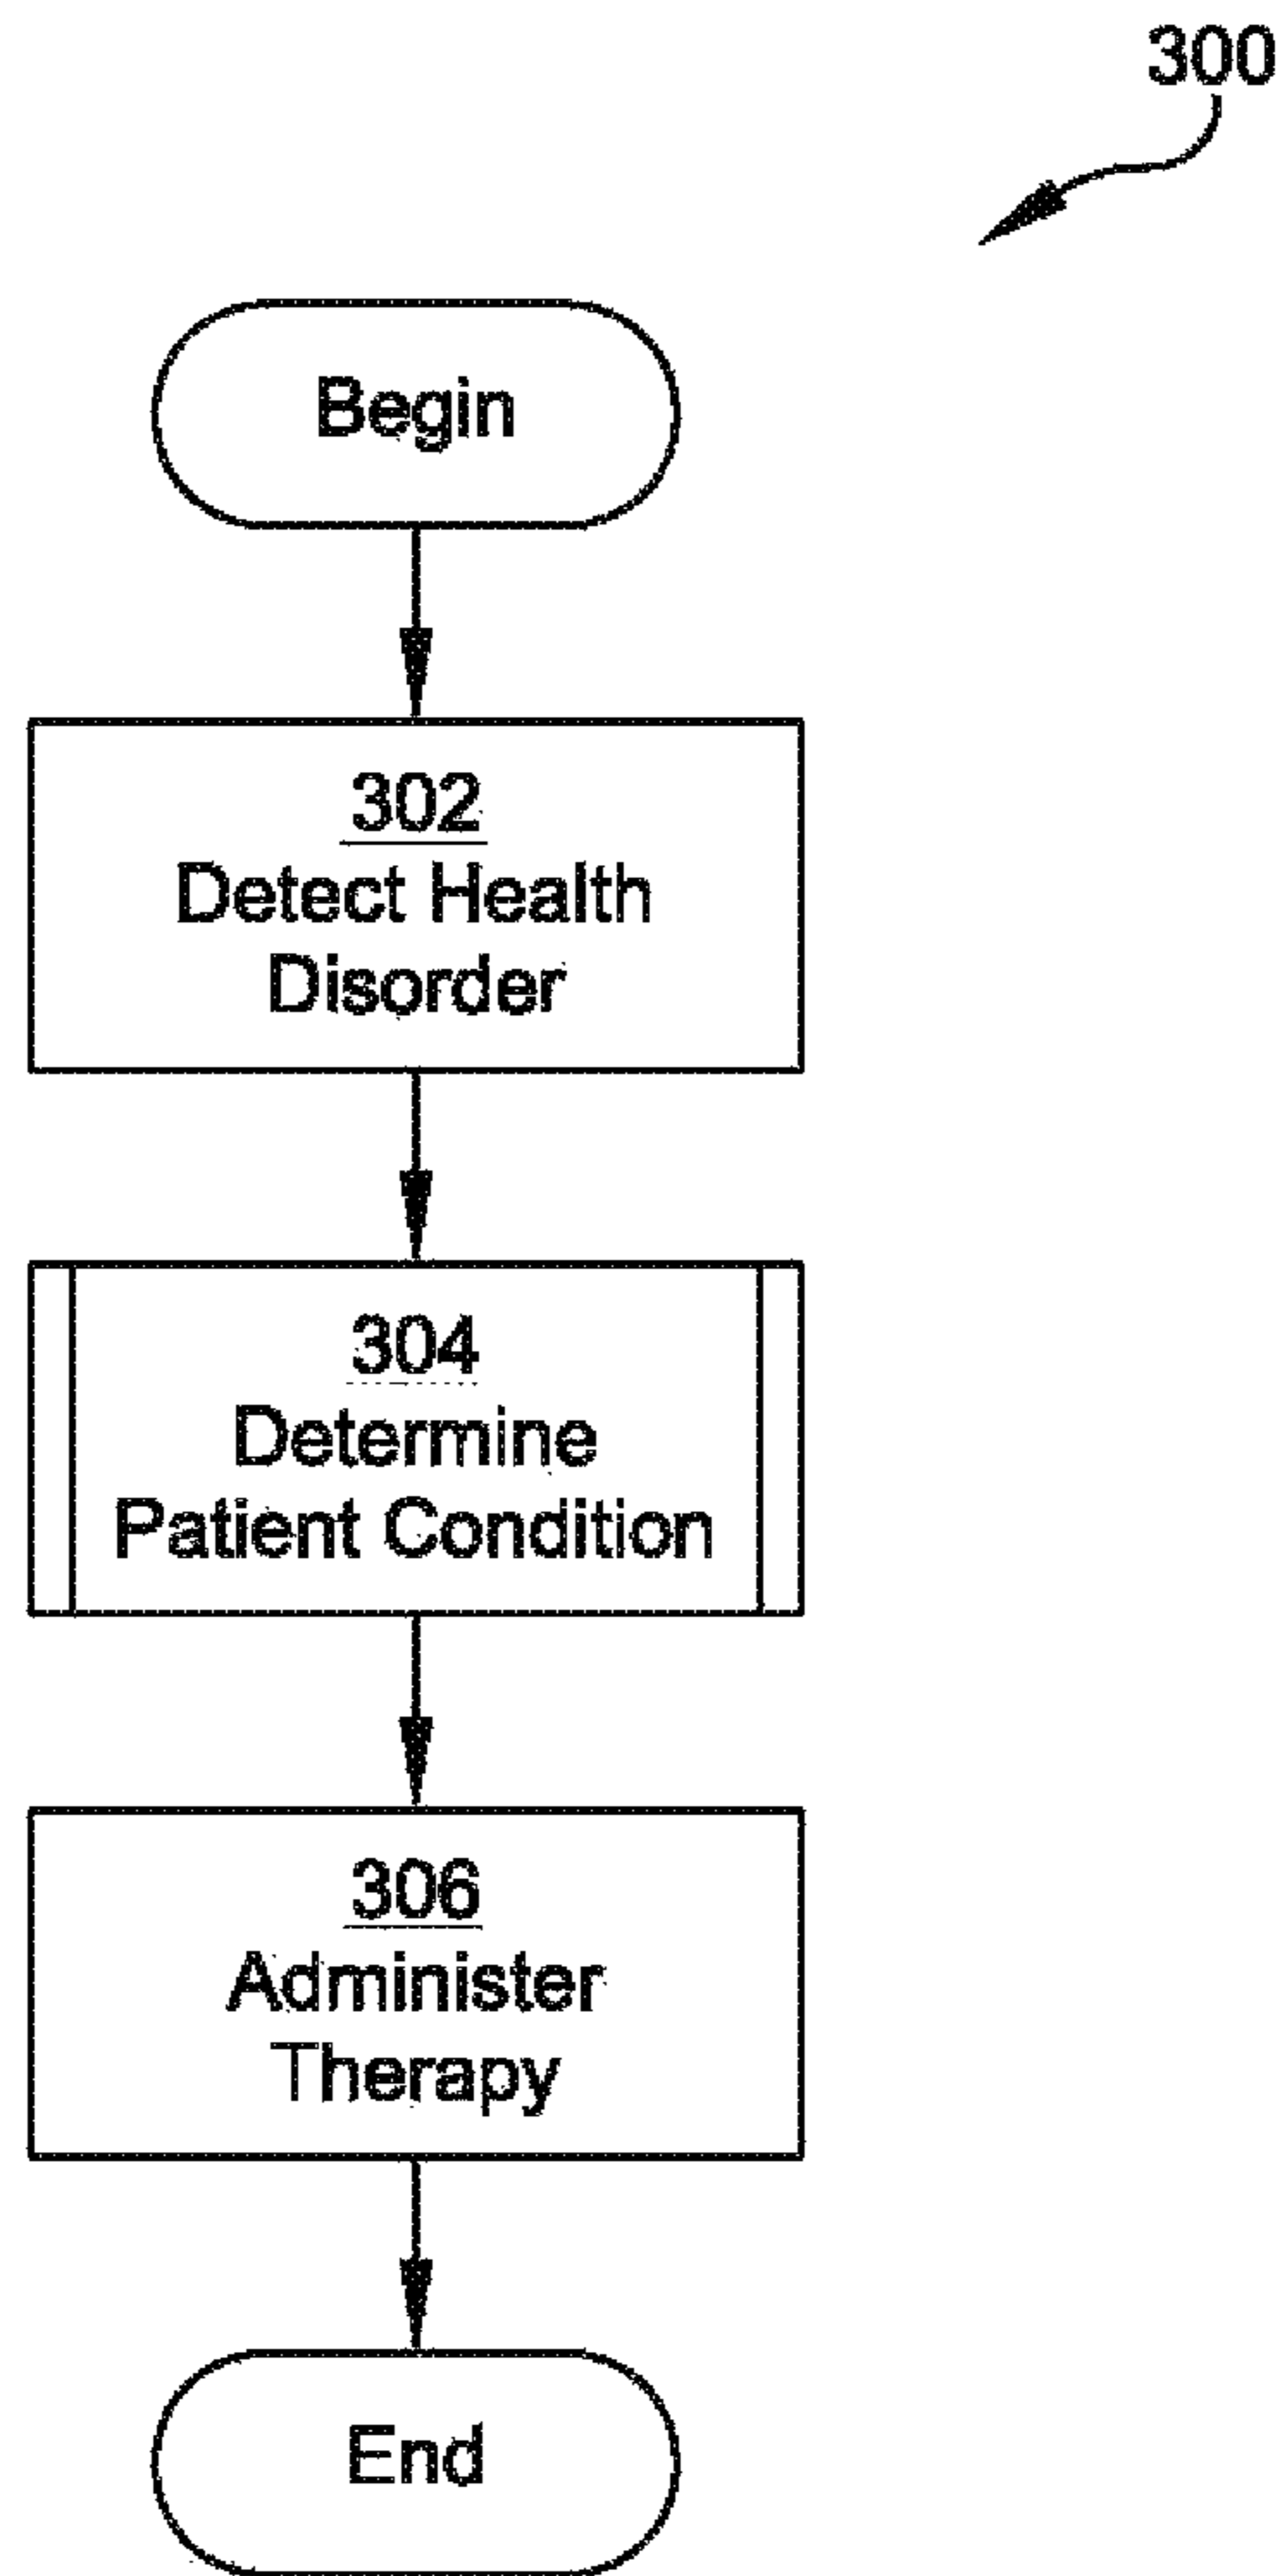 300
Begin
302
Detect Health
Disorder
304
Determine
Patient Condition
306
Administer
Therapy
End